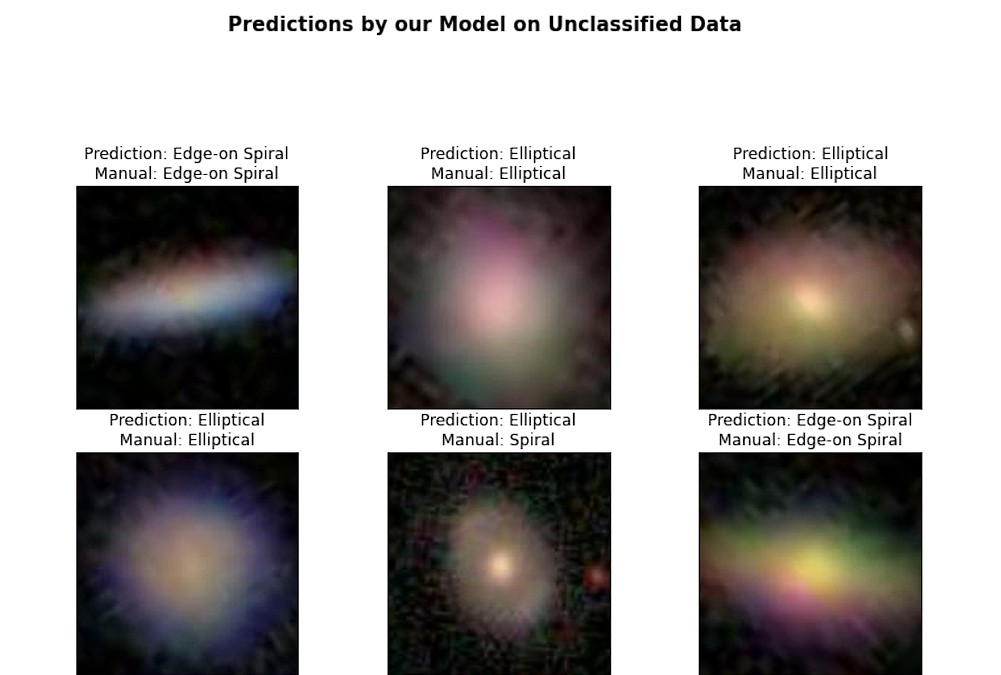 Predictions by our Model on Unclassified Data
Prediction: Edge-on Spiral
Manual: Edge-on Spiral
Prediction: Elliptical
Manual: Elliptical
Prediction: Elliptical
Manual: Elliptical
Prediction: Elliptical
Manual: Elliptical
Prediction: Elliptical
Manual: Spiral
Prediction: Edge-on Spiral
Manual: Edge-on Spiral